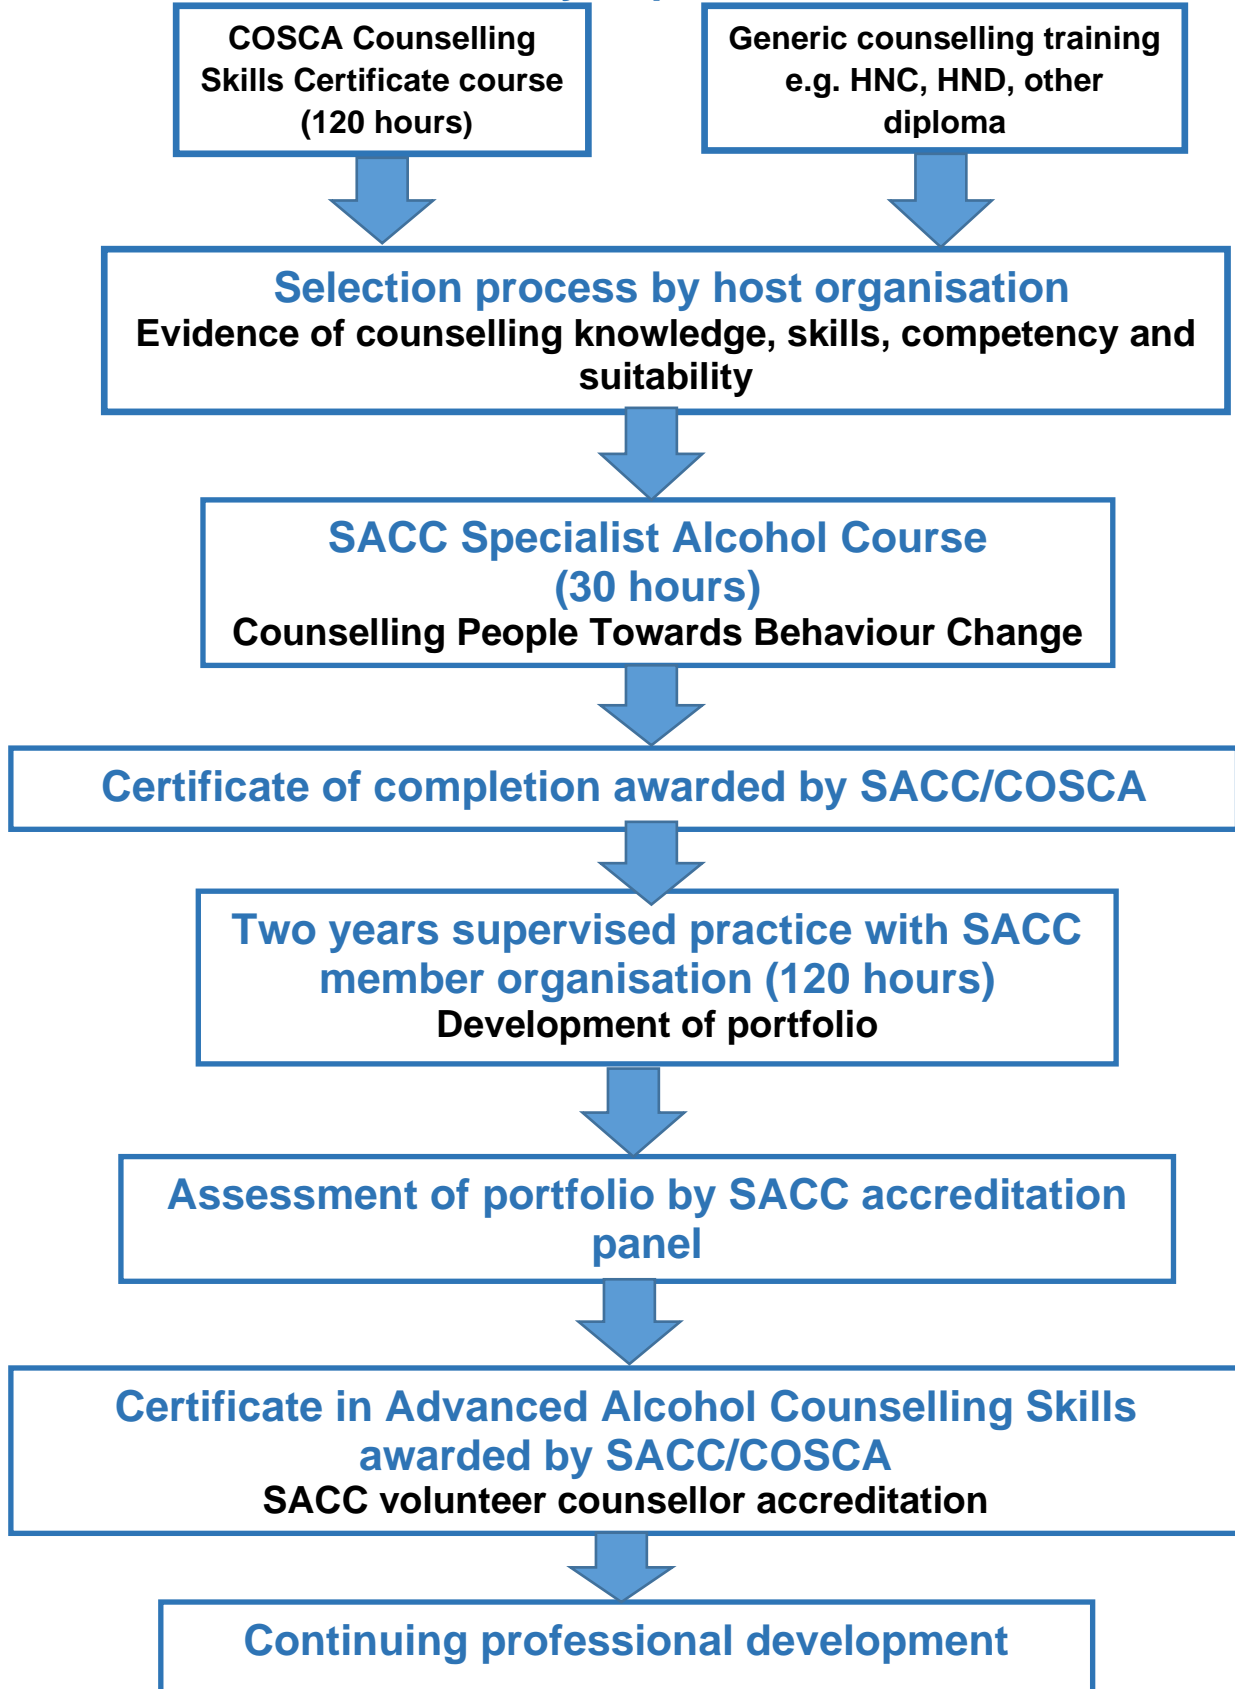 COSCA Counselling
Skills Certificate course
(120 hours)
Generic counselling training
e.g. HNC, HND, other
diploma
Selection process by host organisation
Evidence of counselling knowledge, skills, competency and
suitability
SACC Specialist Alcohol Course
(30 hours)
Counselling People Towards Behaviour Change
Certificate of completion awarded by SACC/COSCA
Two years supervised practice with SACC
member organisation (120 hours)
Development of portfolio
Assessment of portfolio by SACC accreditation
panel
Certificate in Advanced Alcohol Counselling Skills
awarded by SACC/COSCA
SACC volunteer counsellor accreditation
Continuing professional development